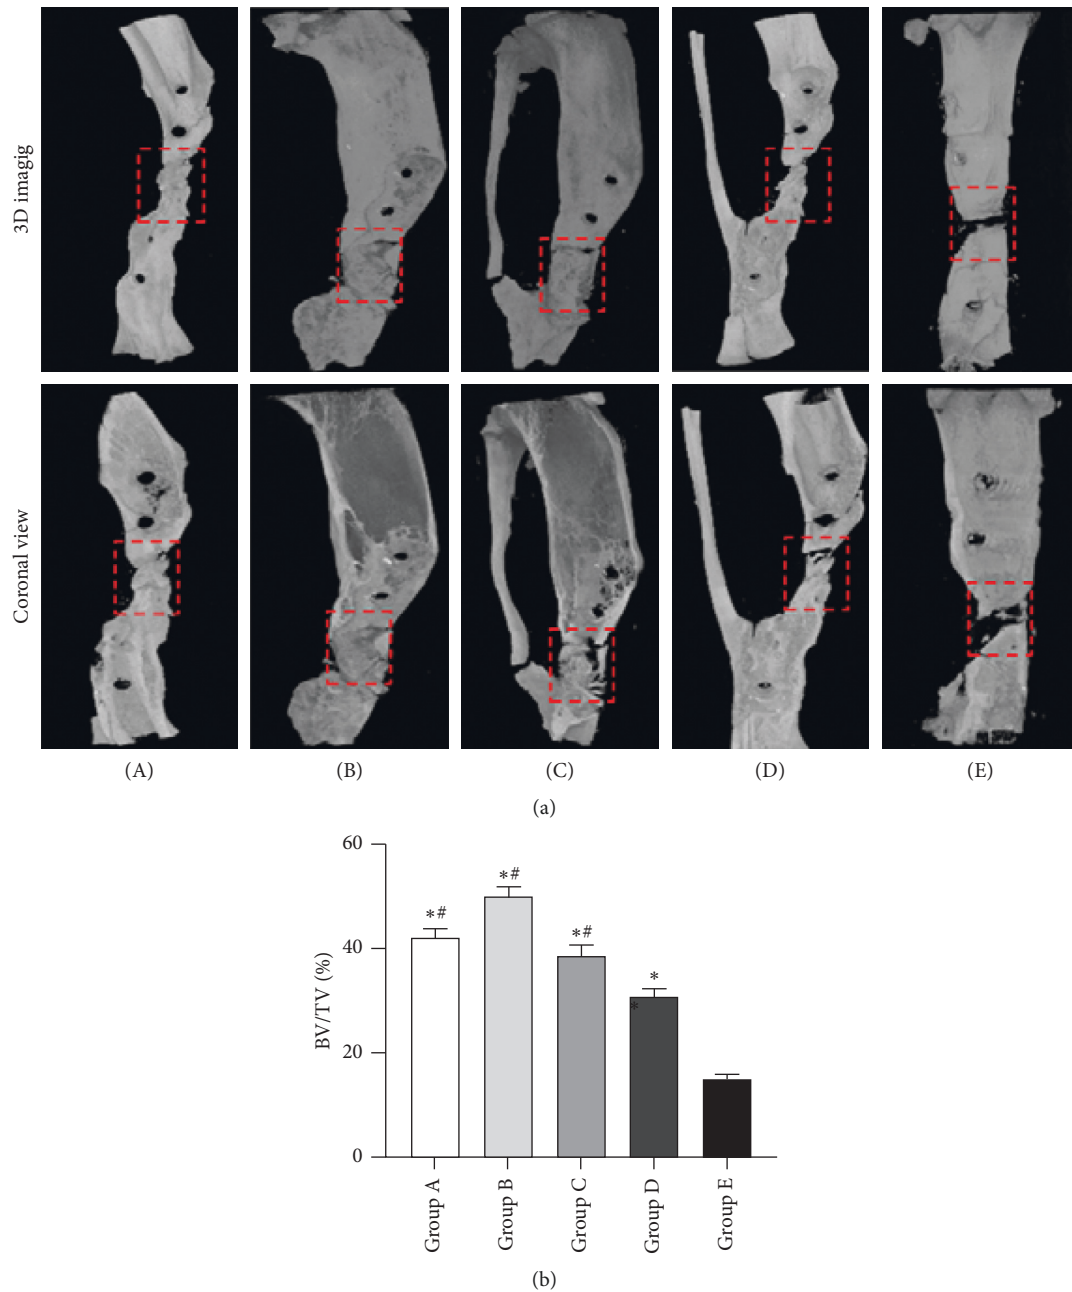 3D imagig
Coronal view
(A)
(B)
(C)
(D)
(E)
(a)
60
40
20
0
BV/TV (%)
*#
*#
*#
*
*
Group A
Group B
Group C
Group D
Group E
(b)